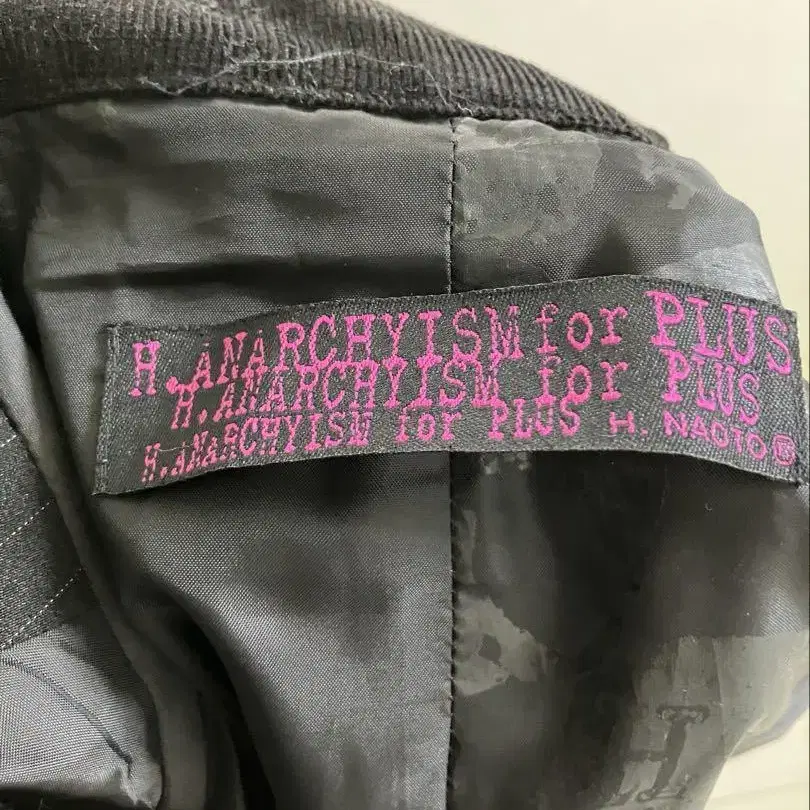 H.ANARCHYISM for PLUS
H.ANARCHYISM for PLUS
H.ANARCHYISM for PLUS H. NAOTO ®
H